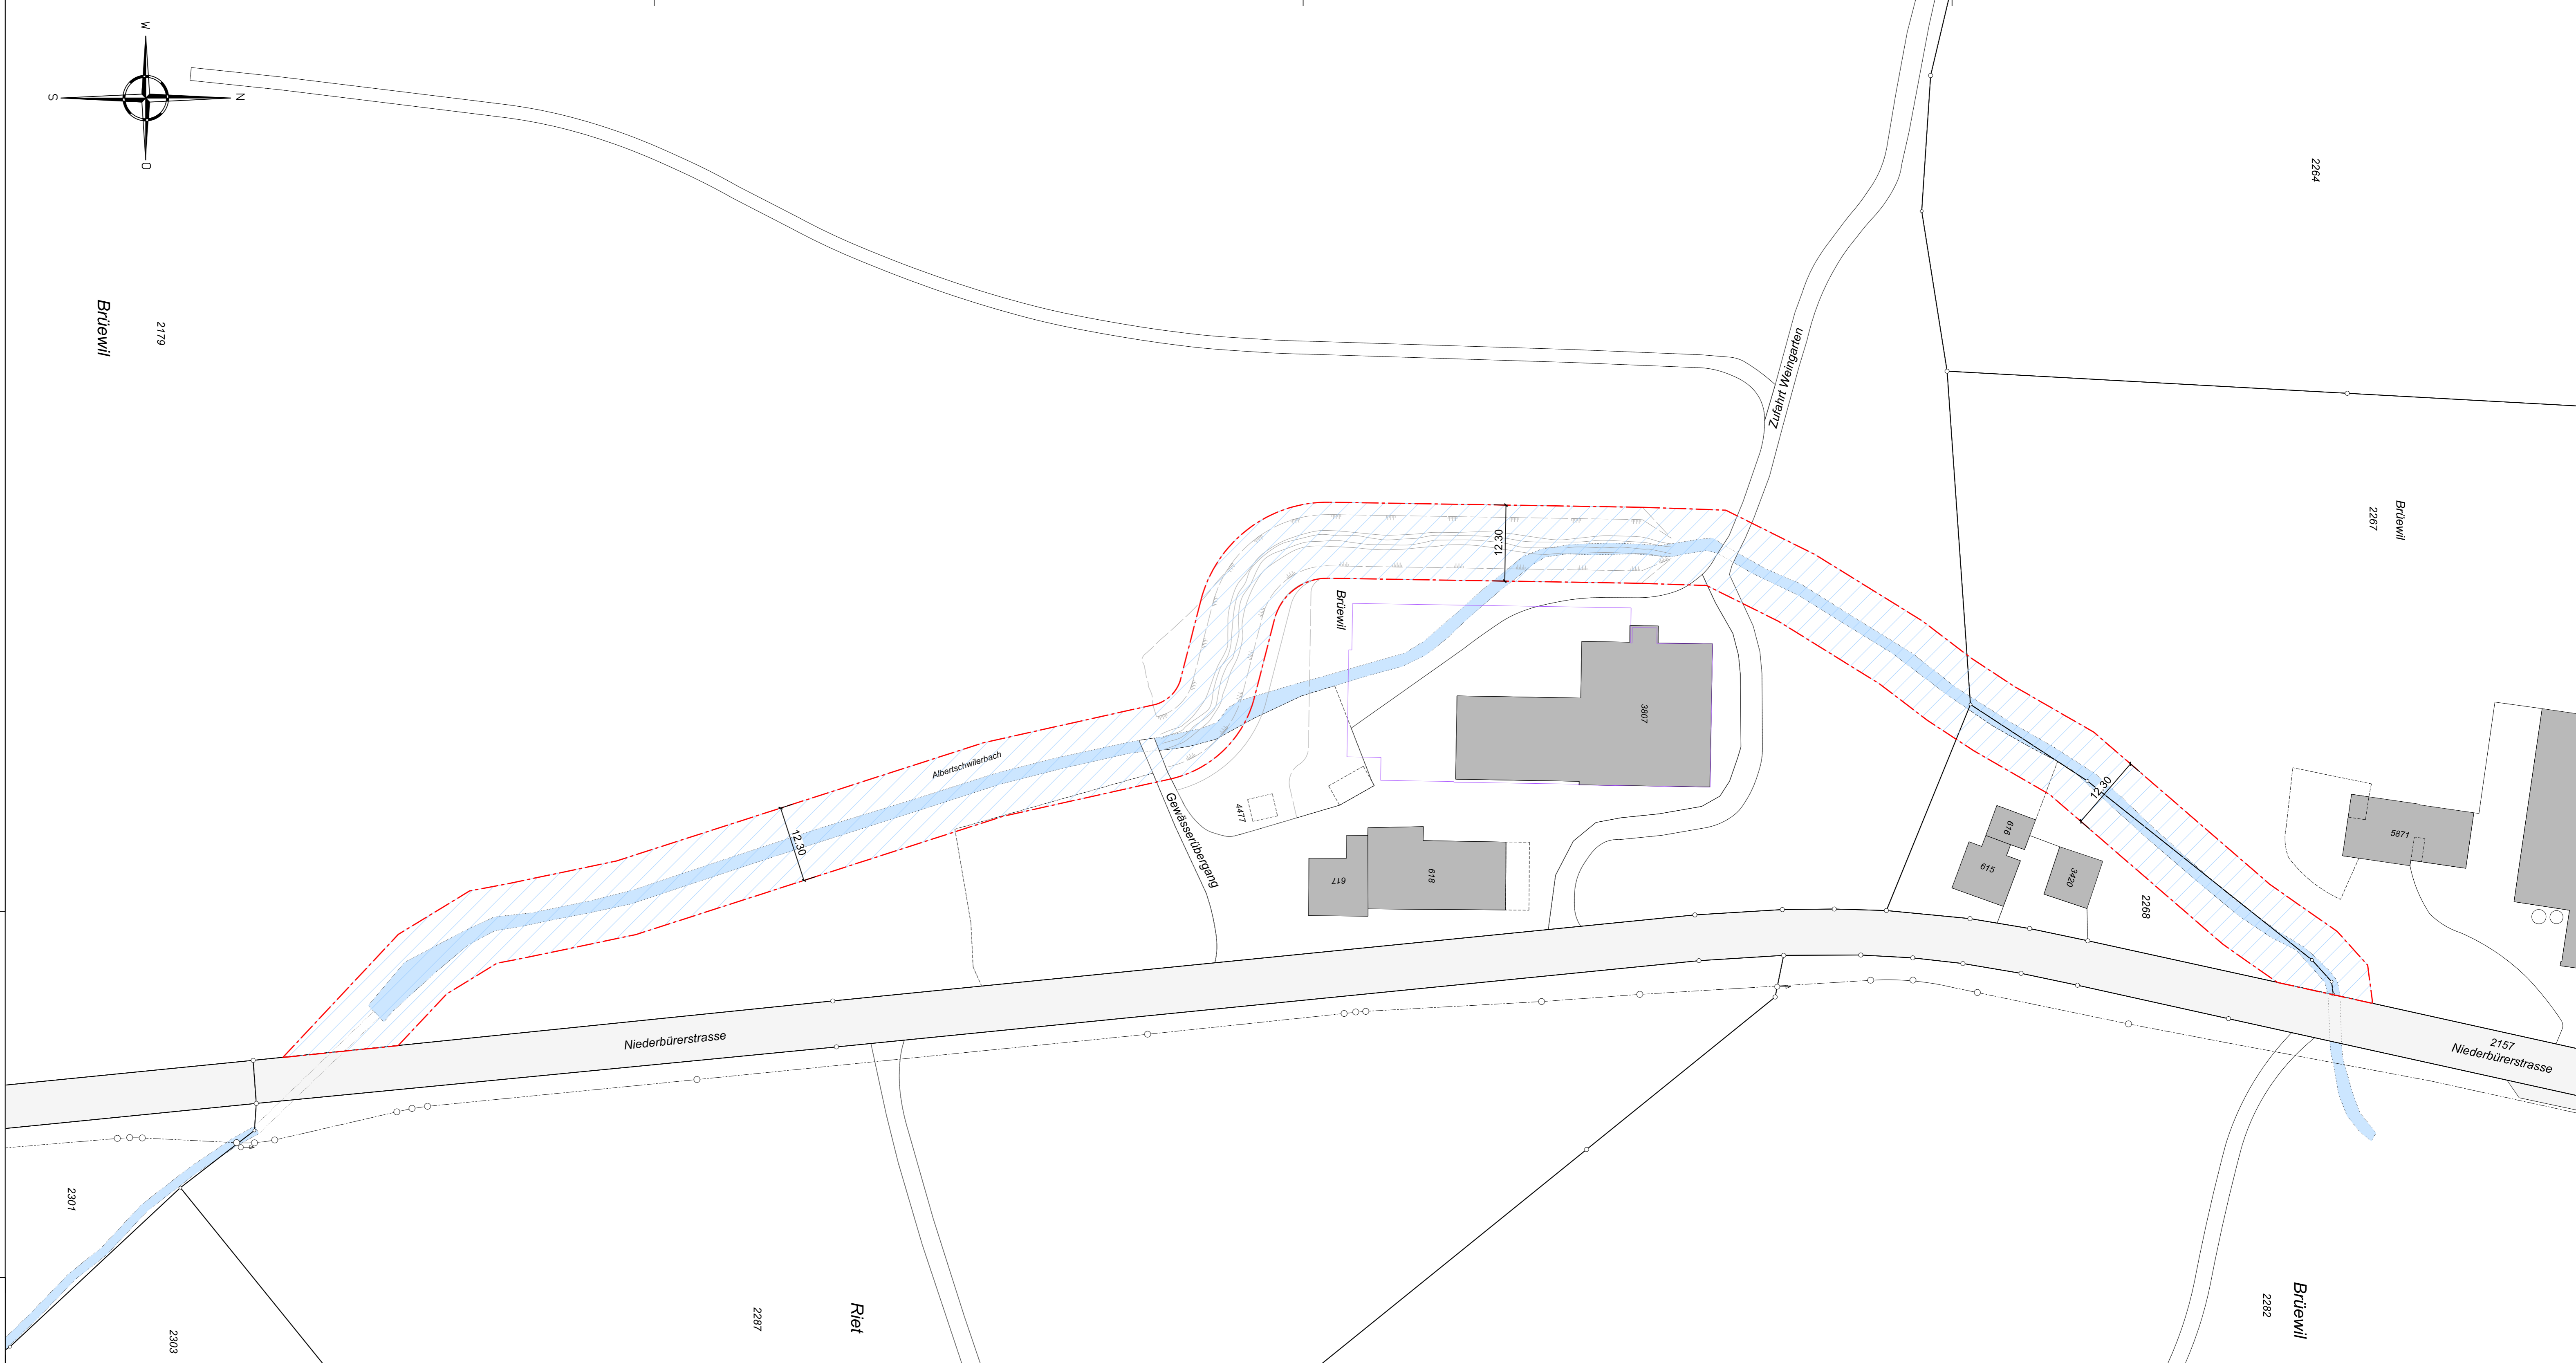 W
S
N
O
2264
Brüewil
2179
Zufahrt Weingarten
Brüewil
2267
12.30
Brüewil
3807
Albertschwilerbach
12.30
Gewässerübergang
4477
617
618
12.30
616
615
3420
2268
5871
Niederbürerstrasse
2157
Niederbürerstrasse
2301
2303
2287
Riet
2282
Brüewil